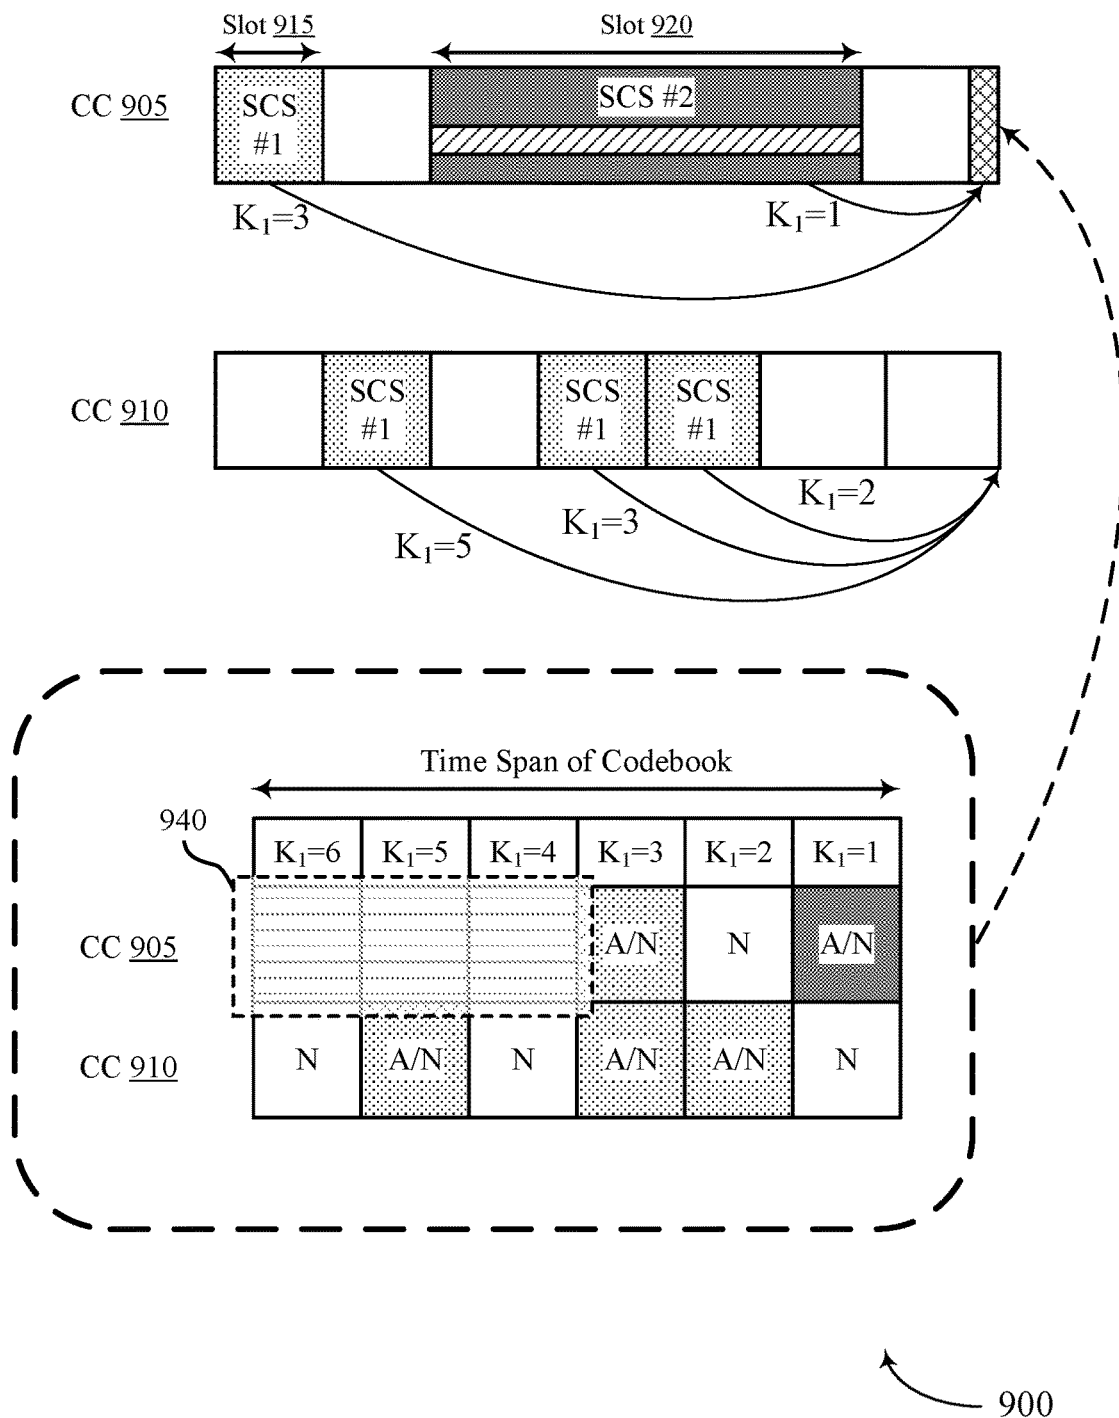 Slot 915 Slot 920
CC 905
SCS
#1
SCS #2
K1=3 K1=1
CC 910
SCS
#1
SCS
#1
SCS
#1
K1=2
K1=3
K1=5
Time Span of Codebook
940
K1=6 K1=5 K1=4 K1=3 K1=2 K1=1
CC 905 A/N N A/N
CC 910 N A/N N A/N A/N N
900